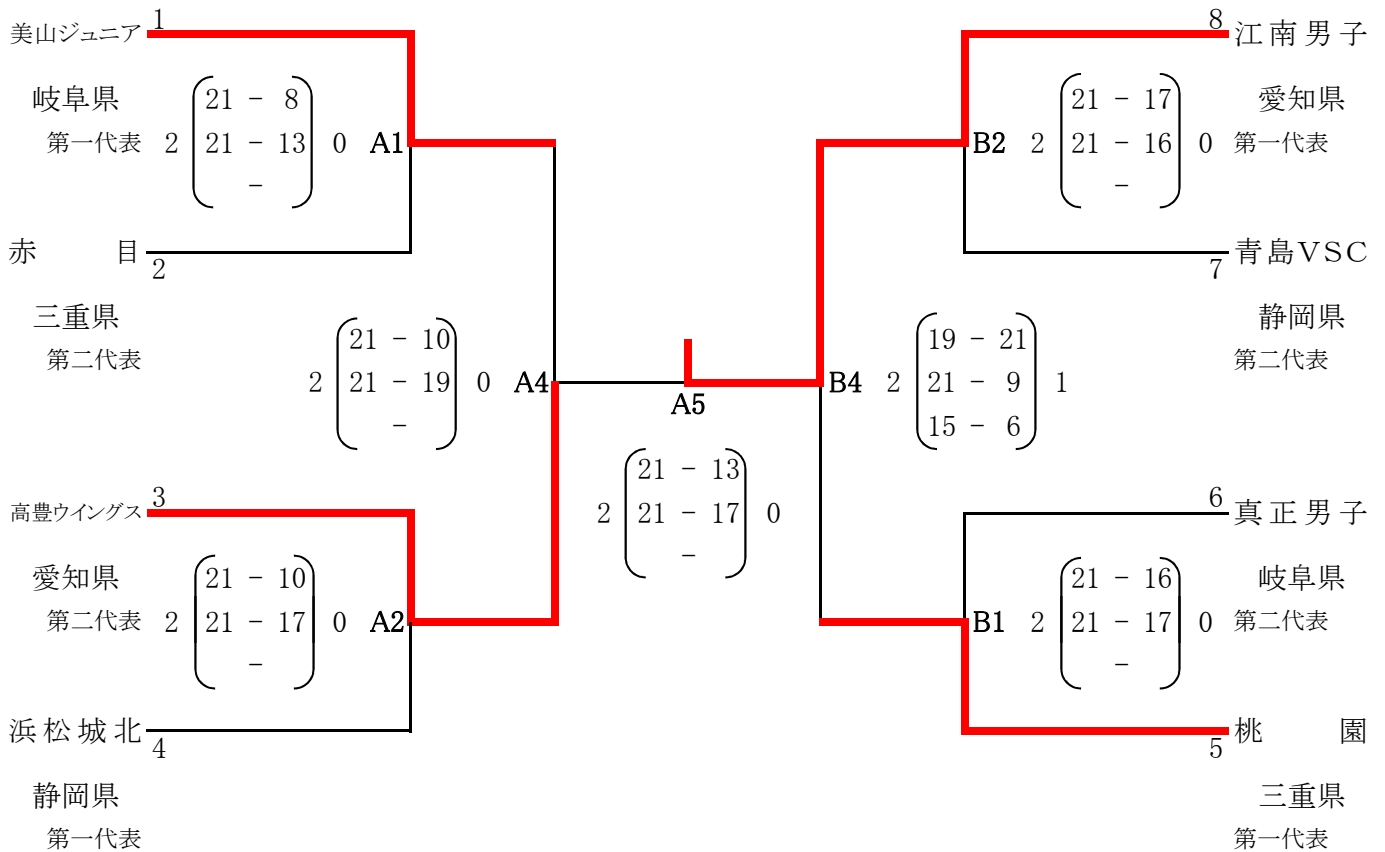 1
美山ジュニア
岐阜県
第一代表
2 21 - 8
21 - 13 0
-
A1
赤目
2
三重県
第二代表
2 21 - 10
21 - 19 0
-
A4
3
高豊ウイングス
愛知県
第二代表
2 21 - 10
21 - 17 0
-
A2
浜松城北
4
静岡県
第一代表
A5
2 21 - 13
21 - 17 0
-
8
江南男子
愛知県
第一代表
B2
2 21 - 17
21 - 16 0
-
青島VSC
7
静岡県
第二代表
B4
19 - 21
2 21 - 9 1
15 - 6
6
真正男子
岐阜県
第二代表
B1
2 21 - 16
21 - 17 0
-
桃園
5
三重県
第一代表